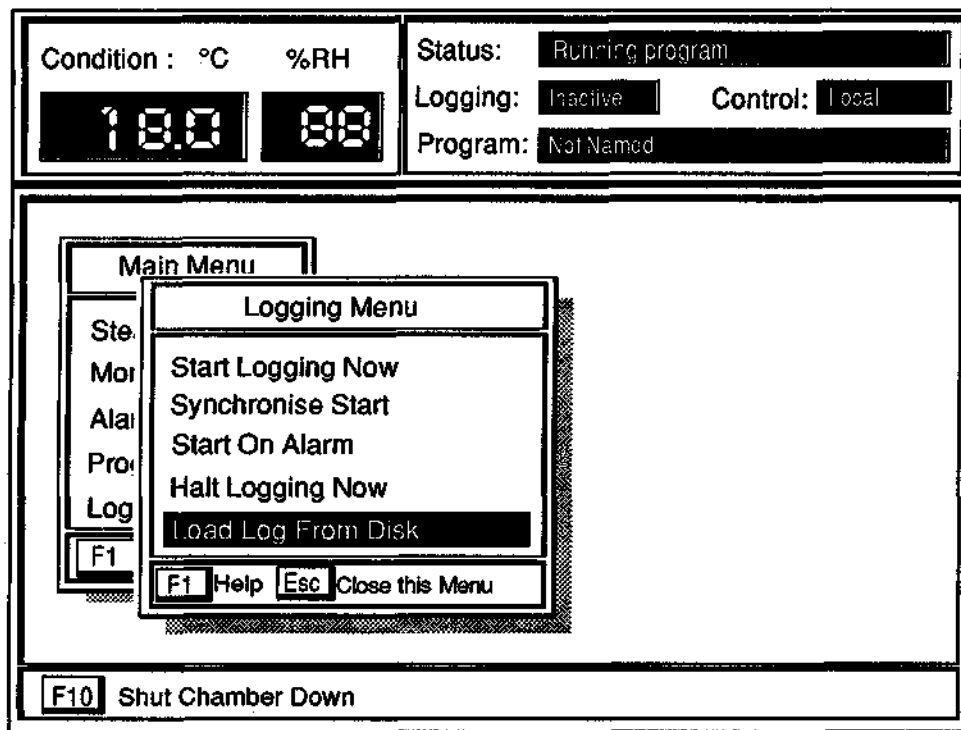 Condition : °C %RH
18.0 88
Status: Running program
Logging: Inactive Control: Local
Program: Not Named
Main Menu
Ste
Mor
Alar
Prog
Log
F1
Logging Menu
Start Logging Now
Synchronise Start
Start On Alarm
Halt Logging Now
Load Log From Disk
F1 Help Esc Close this Menu
F10 Shut Chamber Down